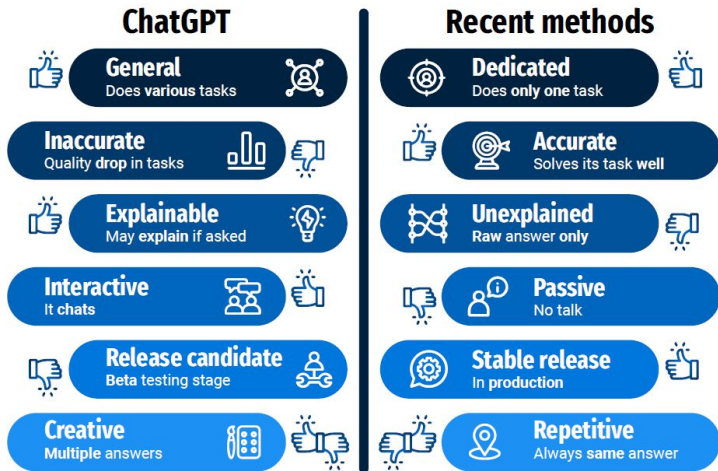 ChatGPT
General
Does various tasks
Inaccurate
Quality drop in tasks
Explainable
May explain if asked
Interactive
It chats
Release candidate
Beta testing stage
Creative
Multiple answers
Recent methods
Dedicated
Does only one task
Accurate
Solves its task well
Unexplained
Raw answer only
Passive
No talk
Stable release
In production
Repetitive
Always same answer